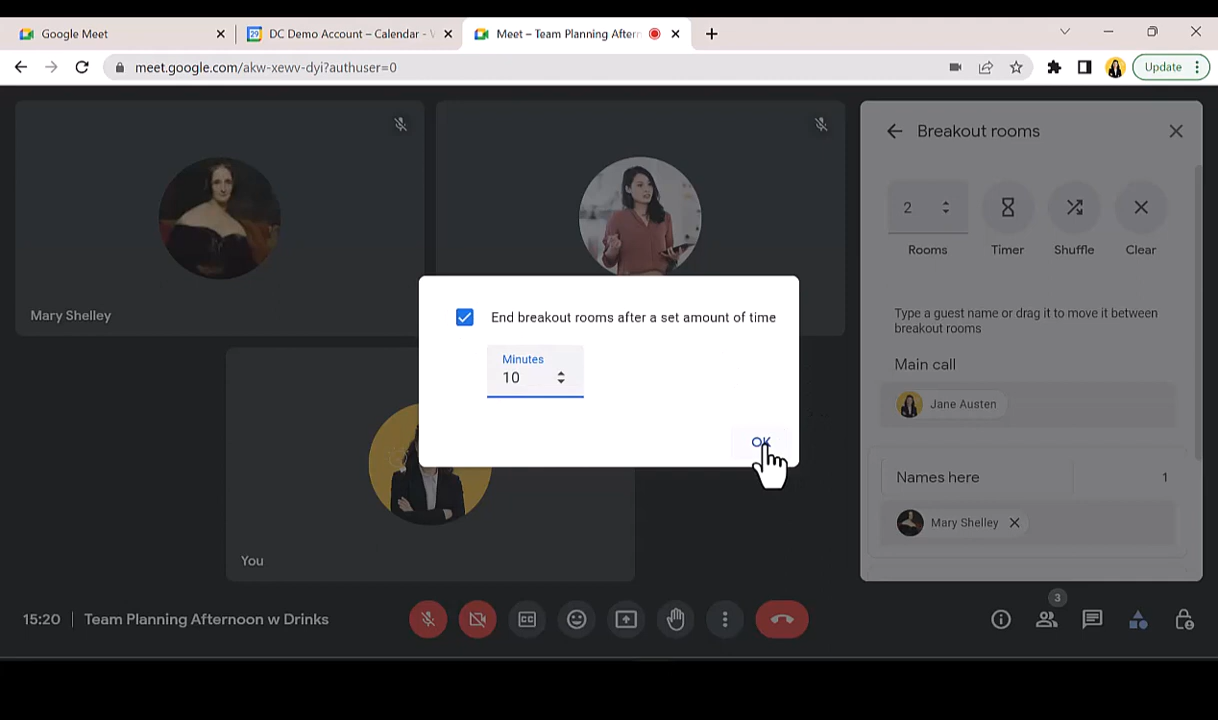 Google Meet
29
DC Demo Account – Calendar -
Meet – Team Planning Aftern
meet.google.com/akw-xewv-dyi?authuser=0
Update
Mary Shelley
You
End breakout rooms after a set amount of time
Minutes
10
OK
Breakout rooms
2
Rooms
Timer
Shuffle
Clear
Type a guest name or drag it to move it between
breakout rooms
Main call
Jane Austen
Names here
1
Mary Shelley
15:20 | Team Planning Afternoon w Drinks
CC
3